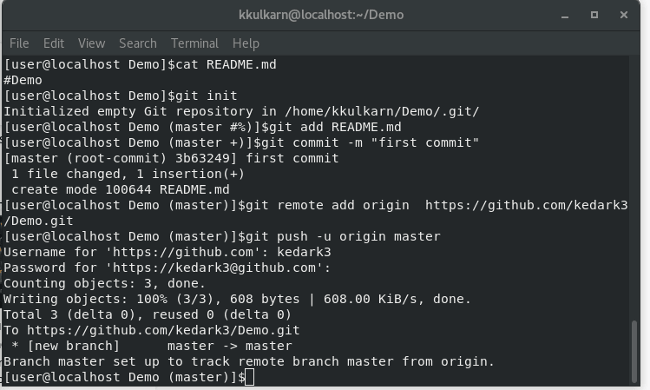 kkulkarn@localhost:~/Demo
File Edit View Search Terminal Help
[user@localhost Demo]$cat README.md
#Demo
[user@localhost Demo]$git init
Initialized empty Git repository in /home/kkulkarn/Demo/.git/
[user@localhost Demo (master #%)]$git add README.md
[user@localhost Demo (master +)]$git commit -m "first commit"
[master (root-commit) 3b63249] first commit
 1 file changed, 1 insertion(+)
 create mode 100644 README.md
[user@localhost Demo (master)]$git remote add origin  https://github.com/kedark3
/Demo.git
[user@localhost Demo (master)]$git push -u origin master
Username for 'https://github.com': kedark3
Password for 'https://kedark3@github.com':
Counting objects: 3, done.
Writing objects: 100% (3/3), 608 bytes | 608.00 KiB/s, done.
Total 3 (delta 0), reused 0 (delta 0)
To https://github.com/kedark3/Demo.git
 * [new branch]      master -> master
Branch master set up to track remote branch master from origin.
[user@localhost Demo (master)]$